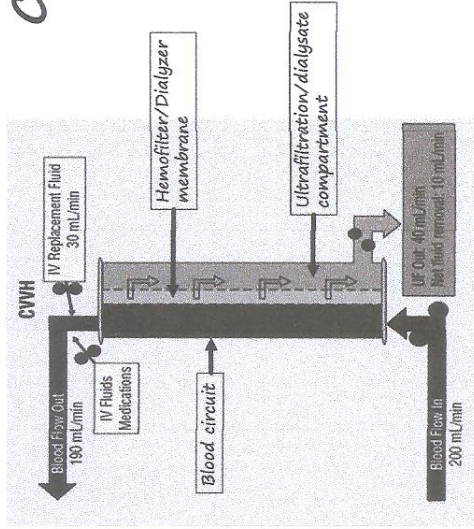 C
CVVH
Blood Flow Out
190 mL/min
IV Replacement Fluid
30 mL/min
IV Fluids
Medications
Hemofilter/Dialyzer
membrane
Blood circuit
Ultrafiltration/dialysate
compartment
Blood Flow In
200 mL/min
UF Out: 40 mL/min
Net fluid removal: 10 mL/min